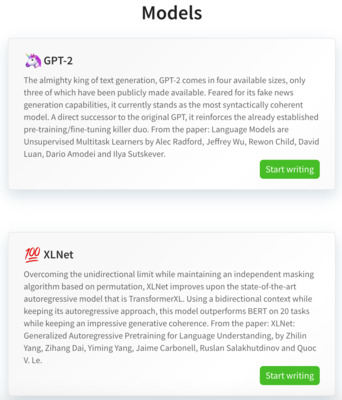 Models
🦄 GPT-2
The almighty king of text generation, GPT-2 comes in four available sizes, only
three of which have been publicly made available. Feared for its fake news
generation capabilities, it currently stands as the most syntactically coherent
model. A direct successor to the original GPT, it reinforces the already established
pre-training/fine-tuning killer duo. From the paper: Language Models are
Unsupervised Multitask Learners by Alec Radford, Jeffrey Wu, Rewon Child, David
Luan, Dario Amodei and Ilya Sutskever.
Start writing
💯 XLNet
Overcoming the unidirectional limit while maintaining an independent masking
algorithm based on permutation, XLNet improves upon the state-of-the-art
autoregressive model that is TransformerXL. Using a bidirectional context while
keeping its autoregressive approach, this model outperforms BERT on 20 tasks
while keeping an impressive generative coherence. From the paper: XLNet:
Generalized Autoregressive Pretraining for Language Understanding, by Zhilin
Yang, Zihang Dai, Yiming Yang, Jaime Carbonell, Ruslan Salakhutdinov and Quoc
V. Le.
Start writing